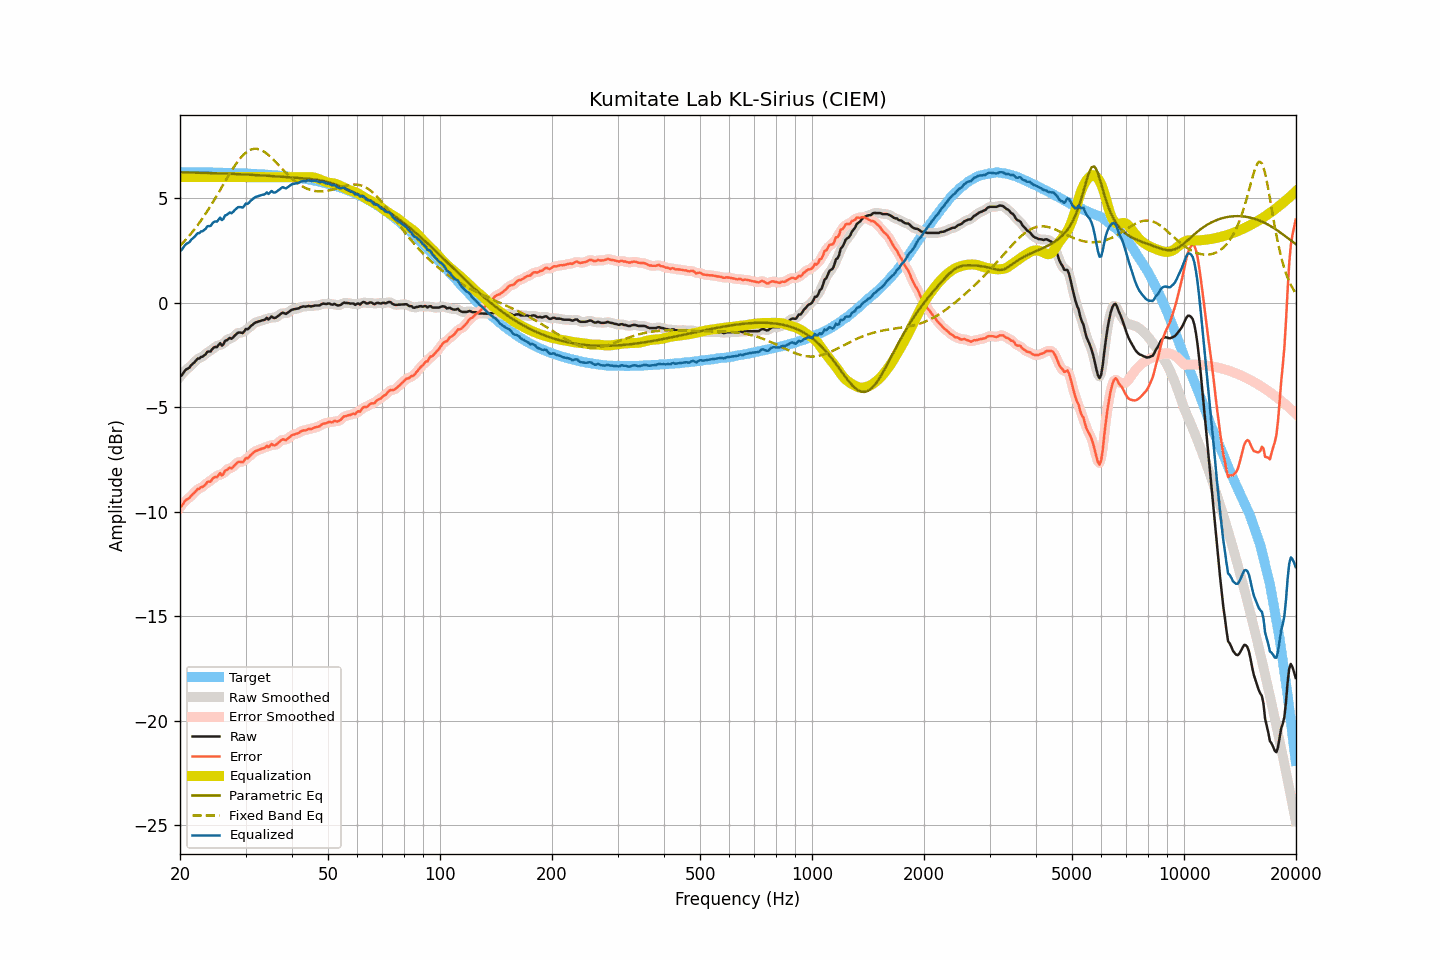 Kumitate Lab KL-Sirius (CIEM)
Amplitude (dBr)
5
0
−5
−10
−15
−20
−25
Target
Raw Smoothed
Error Smoothed
Raw
Error
Equalization
Parametric Eq
Fixed Band Eq
Equalized
20 50 100 200 500 1000 2000 5000 10000 20000
Frequency (Hz)